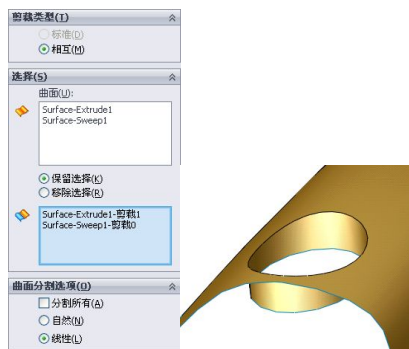 剪裁类型(T)
标准(D)
相互(M)
选择(S)
曲面(U):
Surface-Extrude1
Surface-Sweep1
保留选择(K)
移除选择(R)
Surface-Extrude1-剪裁1
Surface-Sweep1-剪裁0
曲面分割选项(O)
分割所有(A)
自然(N)
线性(L)